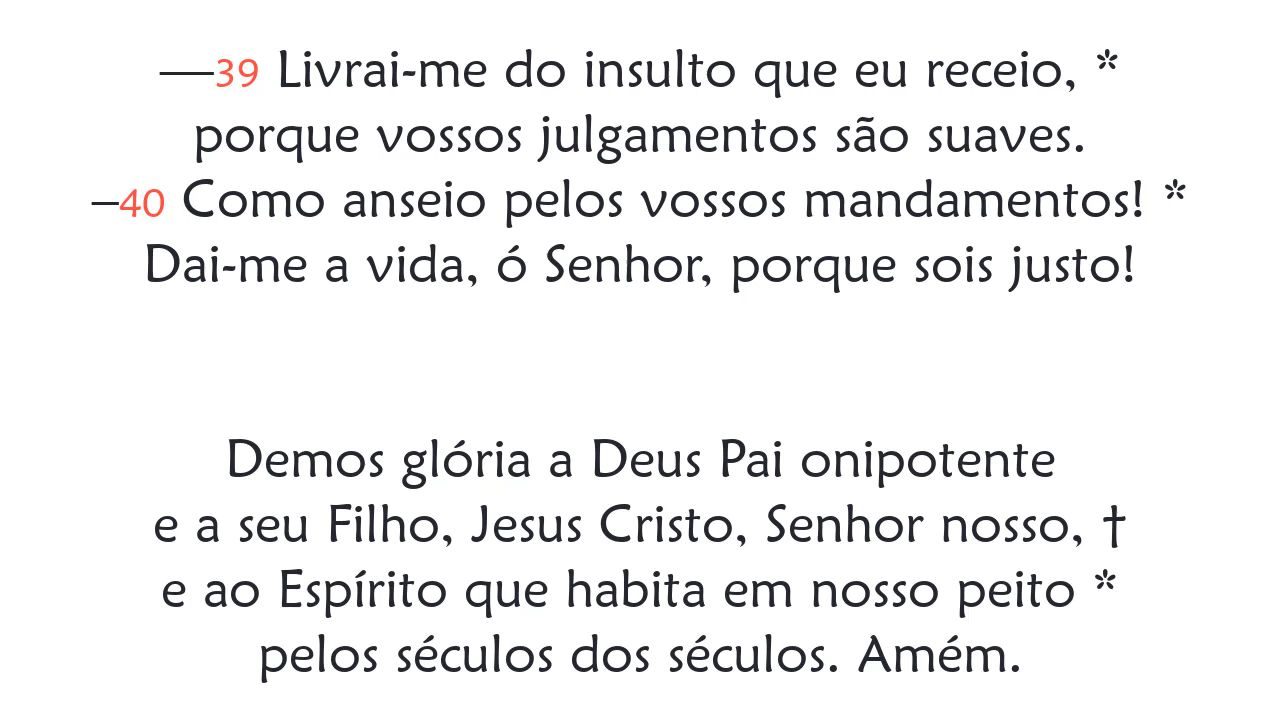 —39 Livrai-me do insulto que eu receio, *
porque vossos julgamentos são suaves.
–40 Como anseio pelos vossos mandamentos! *
Dai-me a vida, ó Senhor, porque sois justo!
Demos glória a Deus Pai onipotente
e a seu Filho, Jesus Cristo, Senhor nosso, †
e ao Espírito que habita em nosso peito *
pelos séculos dos séculos. Amém.